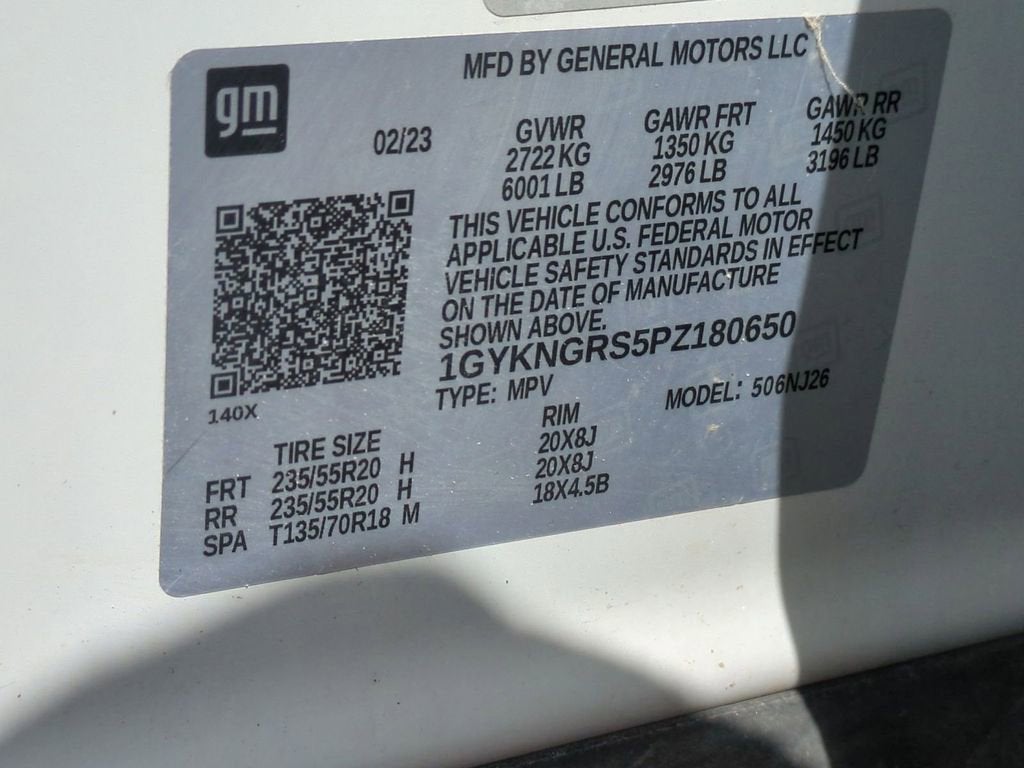 gm
MFD BY GENERAL MOTORS LLC
02/23
GVWR GAWR FRT GAWR RR
2722 KG 1350 KG 1450 KG
6001 LB 2976 LB 3196 LB
THIS VEHICLE CONFORMS TO ALL
APPLICABLE U.S. FEDERAL MOTOR
VEHICLE SAFETY STANDARDS IN EFFECT
ON THE DATE OF MANUFACTURE
SHOWN ABOVE.
1GYKNGRS5PZ180650
TYPE: MPV MODEL: 506NJ26
140X
TIRE SIZE RIM
FRT 235/55R20 H 20X8J
RR 235/55R20 H 20X8J
SPA T135/70R18 M 18X4.5B